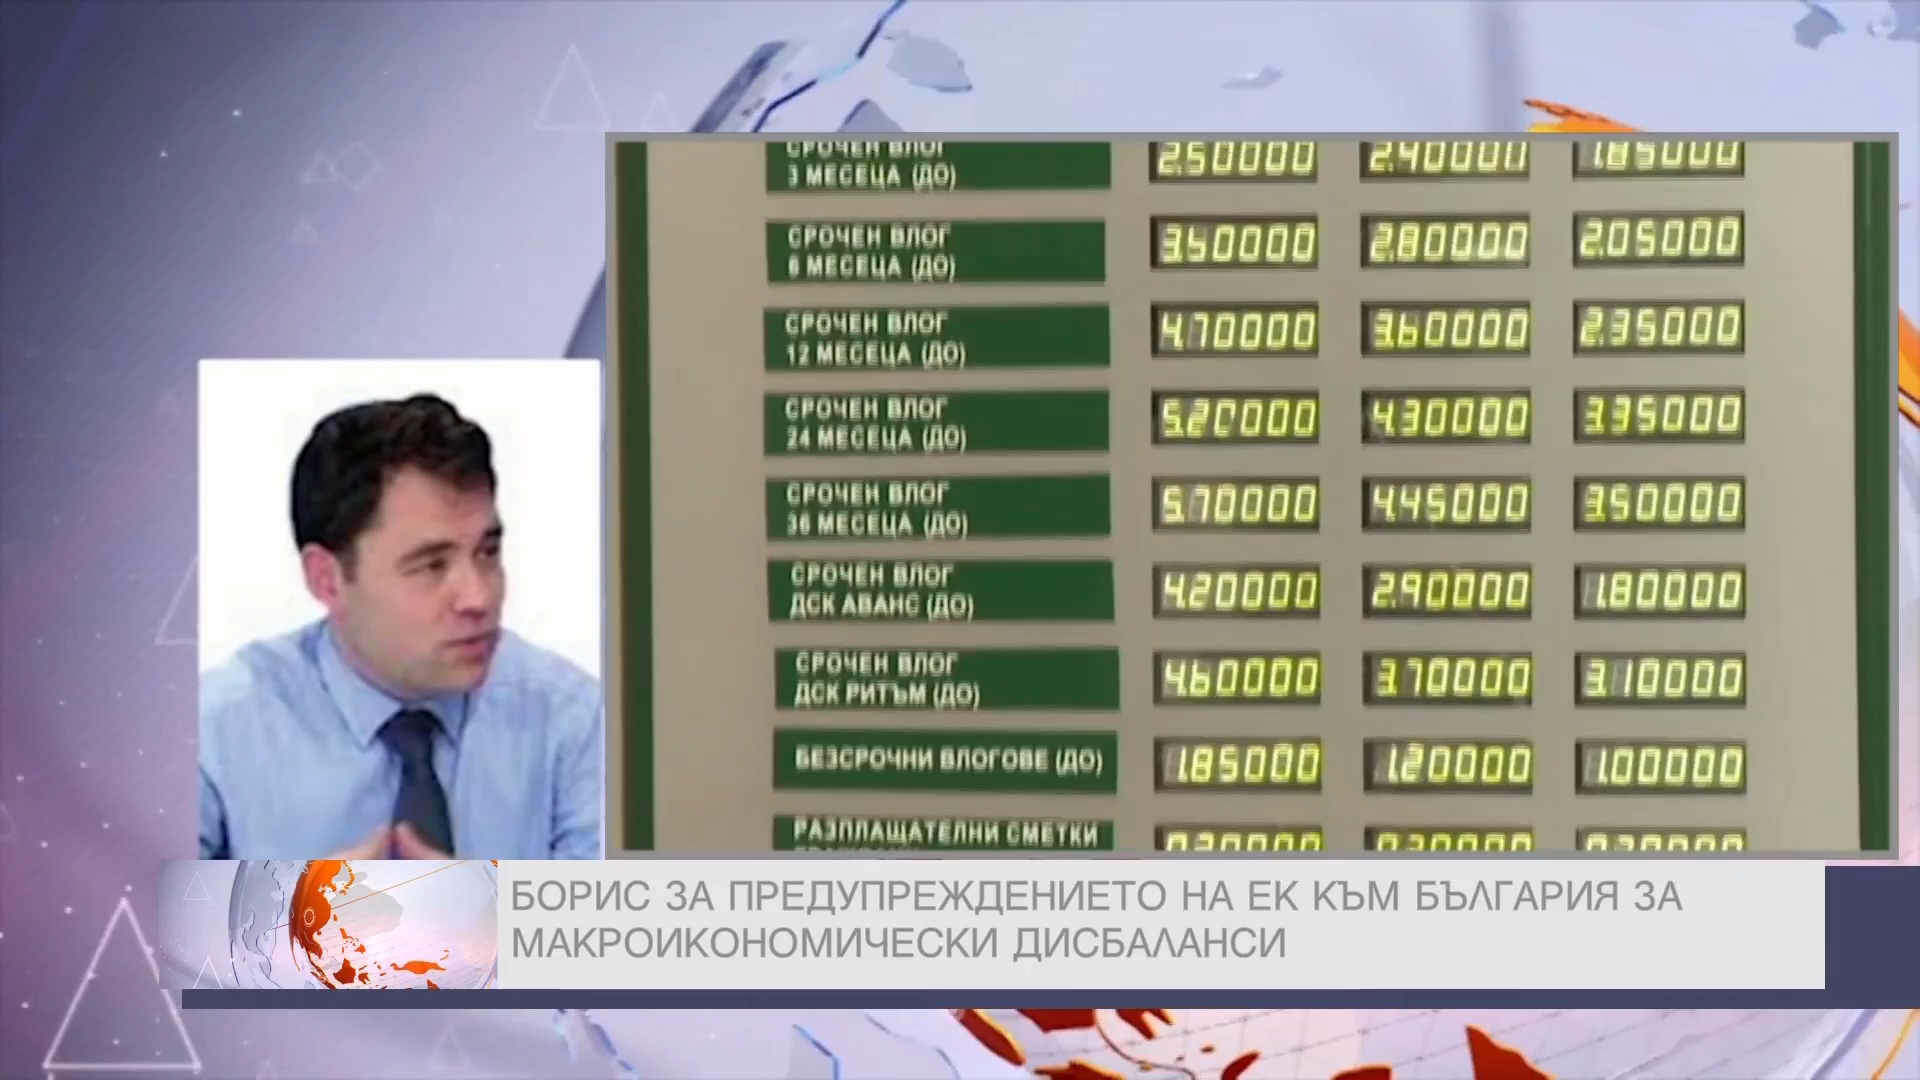 СРОЧЕН ВЛОГ
3 МЕСЕЦА (ДО) 2.50000 2.40000 1.85000
СРОЧЕН ВЛОГ
6 МЕСЕЦА (ДО) 3.60000 2.80000 2.05000
СРОЧЕН ВЛОГ
12 МЕСЕЦА (ДО) 4.70000 3.60000 2.35000
СРОЧЕН ВЛОГ
24 МЕСЕЦА (ДО) 5.20000 4.30000 3.35000
СРОЧЕН ВЛОГ
36 МЕСЕЦА (ДО) 5.70000 4.45000 3.50000
СРОЧЕН ВЛОГ
ДСК АВАНС (ДО) 4.20000 2.90000 1.80000
СРОЧЕН ВЛОГ
ДСК РИТЪМ (ДО) 4.60000 3.70000 3.10000
БЕЗСРОЧНИ ВЛОГОВЕ (ДО) 1.85000 1.20000 1.00000
РАЗПЛАЩАТЕЛНИ СМЕТКИ
БОРИС ЗА ПРЕДУПРЕЖДЕНИЕТО НА ЕК КЪМ БЪЛГАРИЯ ЗА
МАКРОИКОНОМИЧЕСКИ ДИСБАЛАНСИ